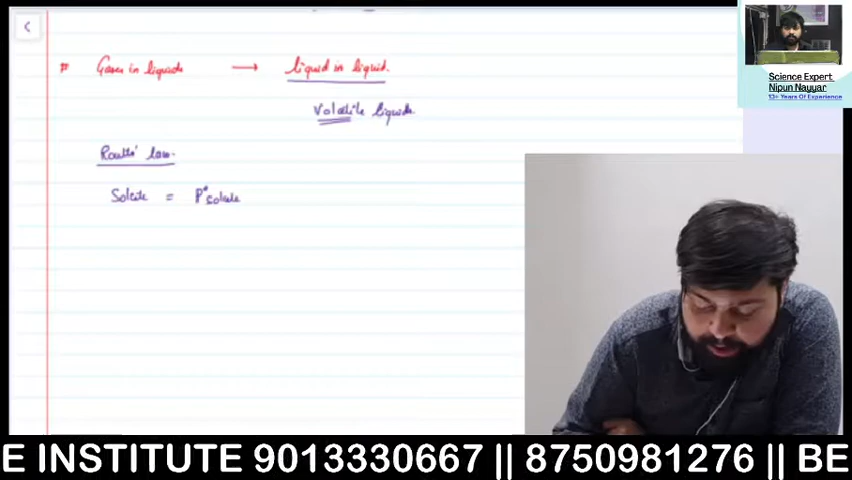 # Gases in liquids → liquid in liquid.
Volatile liquids.
Raults' law.
Solute = P°solute
Science Expert
Nipun Nayyar
13+ Years Of Experience
E INSTITUTE 9013330667 || 8750981276 || BE